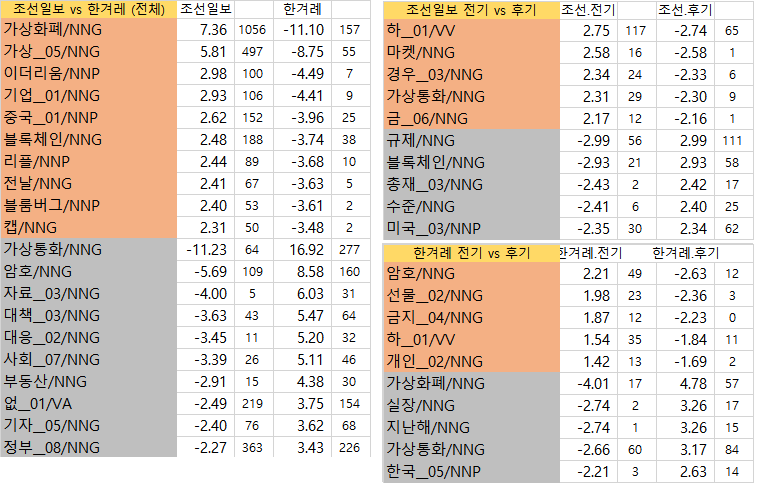 조선일보 vs 한겨레 (전체) 조선일보 한겨레
가상화폐/NNG 7.36 1056 -11.10 157
가상__05/NNG 5.81 497 -8.75 55
이더리움/NNP 2.98 100 -4.49 7
기업__01/NNG 2.93 106 -4.41 9
중국__01/NNP 2.62 152 -3.96 25
블록체인/NNG 2.48 188 -3.74 38
리플/NNP 2.44 89 -3.68 10
전날/NNG 2.41 67 -3.63 5
블룸버그/NNP 2.40 53 -3.61 2
캡/NNG 2.31 50 -3.48 2
가상통화/NNG -11.23 64 16.92 277
암호/NNG -5.69 109 8.58 160
자료__03/NNG -4.00 5 6.03 31
대책__03/NNG -3.63 43 5.47 64
대응__02/NNG -3.45 11 5.20 32
사회__07/NNG -3.39 26 5.11 46
부동산/NNG -2.91 15 4.38 30
없__01/VA -2.49 219 3.75 154
기자__05/NNG -2.40 76 3.62 68
정부__08/NNG -2.27 363 3.43 226
조선일보 전기 vs 후기 조선.전기 조선.후기
하__01/VV 2.75 117 -2.74 65
마켓/NNG 2.58 16 -2.58 1
경우__03/NNG 2.34 24 -2.33 6
가상통화/NNG 2.31 29 -2.30 9
금__06/NNG 2.17 12 -2.16 1
규제/NNG -2.99 56 2.99 111
블록체인/NNG -2.93 21 2.93 58
총재__03/NNG -2.43 2 2.42 17
수준/NNG -2.41 6 2.40 25
미국__03/NNP -2.35 30 2.34 62
한겨레 전기 vs 후기 한겨레.전기 한겨레.후기
암호/NNG 2.21 49 -2.63 12
선물__02/NNG 1.98 23 -2.36 3
금지__04/NNG 1.87 12 -2.23 0
하__01/VV 1.54 35 -1.84 11
개인__02/NNG 1.42 13 -1.69 2
가상화폐/NNG -4.01 17 4.78 57
실장/NNG -2.74 2 3.26 17
지난해/NNG -2.74 1 3.26 15
가상통화/NNG -2.66 60 3.17 84
한국__05/NNP -2.21 3 2.63 14